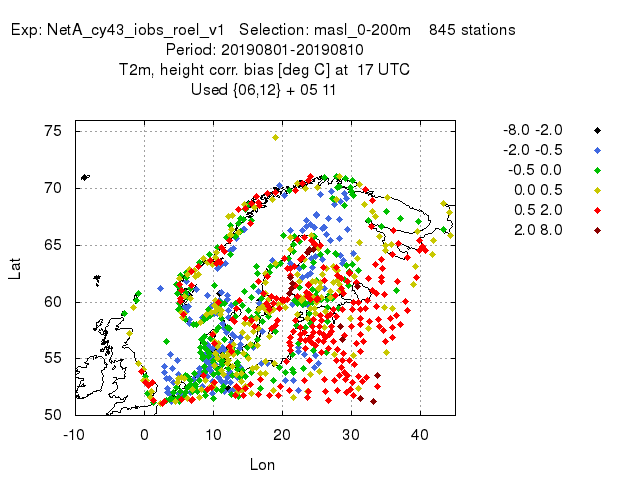 Exp: NetA_cy43_iobs_roel_v1 Selection: masl_0-200m 845 stations
Period: 20190801-20190810
T2m, height corr. bias [deg C] at 17 UTC
Used {06,12} + 05 11
-8.0 -2.0
-2.0 -0.5
-0.5 0.0
0.0 0.5
0.5 2.0
2.0 8.0
75
70
65
60
55
50
Lat
-10 0 10 20 30 40
Lon